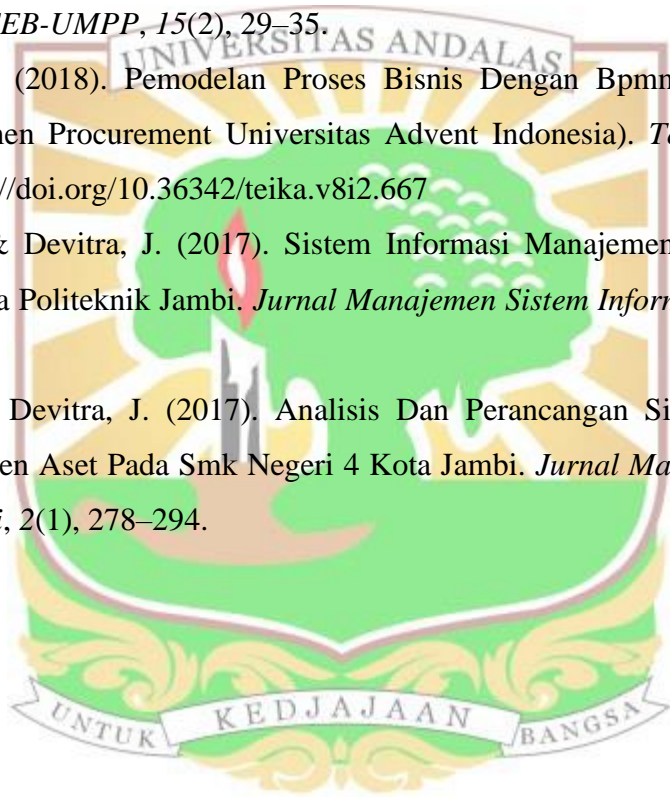 EB-UMPP, 15(2), 29–35.
UNIVERSITAS ANDALAS
(2018). Pemodelan Proses Bisnis Dengan Bpmn
en Procurement Universitas Advent Indonesia). T
//doi.org/10.36342/teika.v8i2.667
& Devitra, J. (2017). Sistem Informasi Manajemen
a Politeknik Jambi. Jurnal Manajemen Sistem Inform
Devitra, J. (2017). Analisis Dan Perancangan Si
en Aset Pada Smk Negeri 4 Kota Jambi. Jurnal Ma
i, 2(1), 278–294.
UNTUK KEDJAJAAN BANGSA